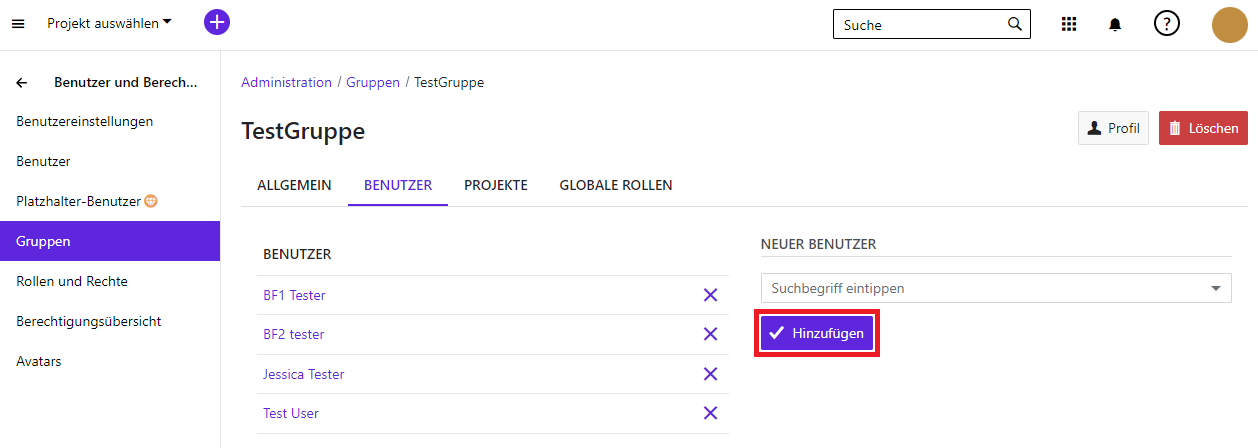 Projekt auswählen
Suche
?
Benutzer und Berech...
Benutzereinstellungen
Benutzer
Platzhalter-Benutzer
Gruppen
Rollen und Rechte
Berechtigungsübersicht
Avatars
Administration / Gruppen / TestGruppe
TestGruppe
Profil
Löschen
ALLGEMEIN BENUTZER PROJEKTE GLOBALE ROLLEN
BENUTZER
BF1 Tester
BF2 tester
Jessica Tester
Test User
NEUER BENUTZER
Suchbegriff eintippen
Hinzufügen